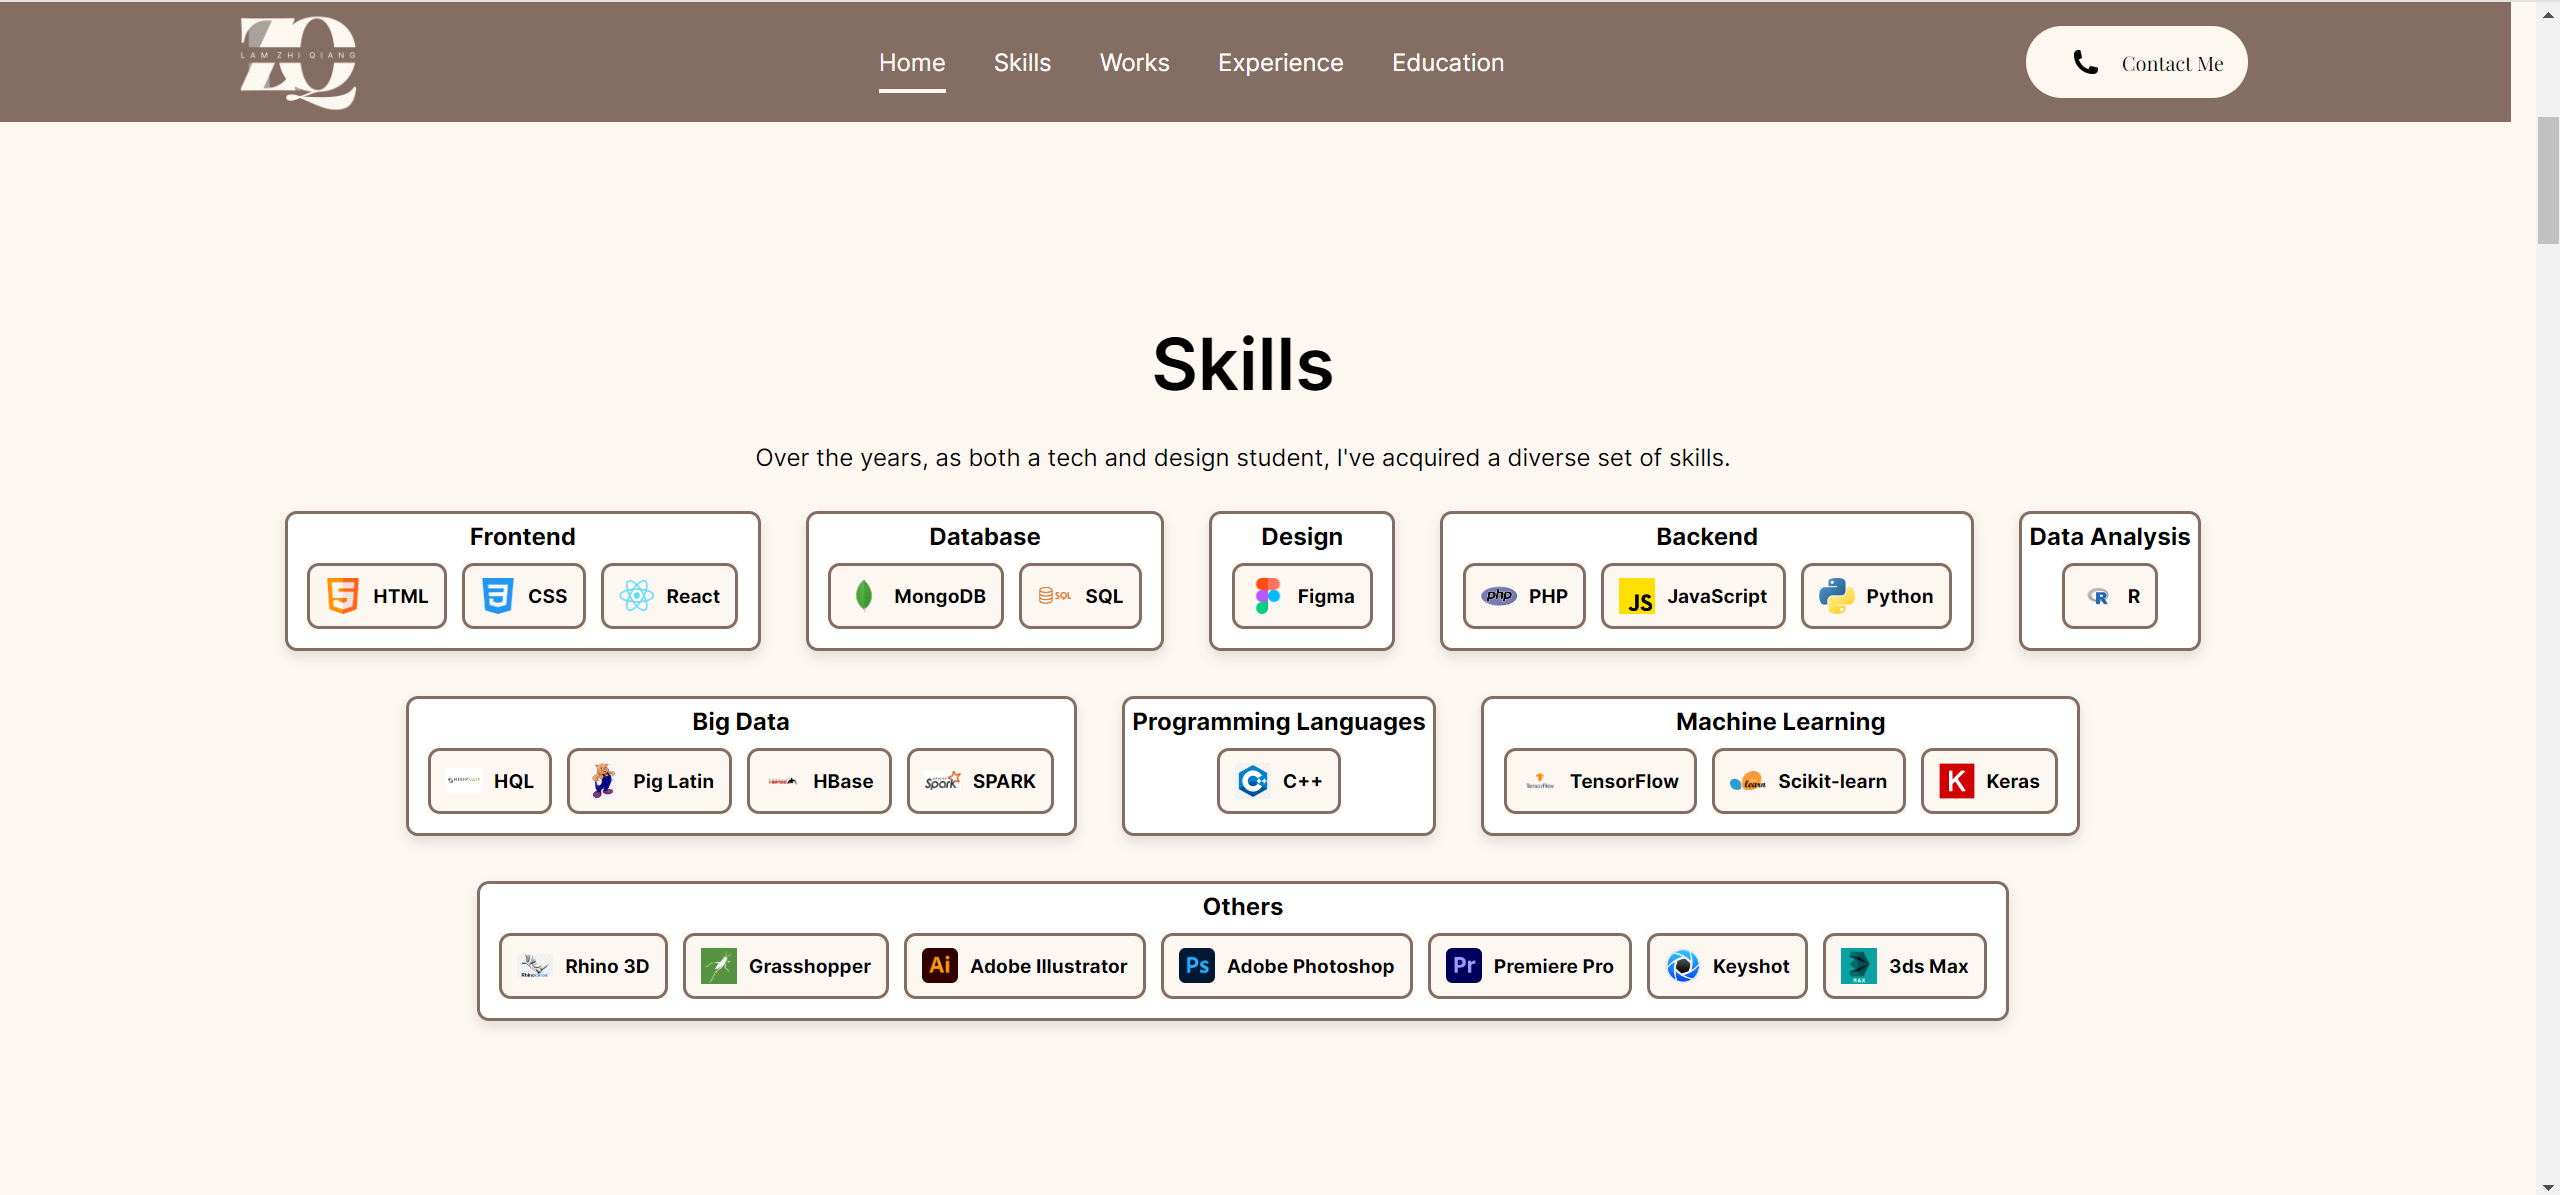 ZQ
LAM ZHI QIANG
Home Skills Works Experience Education
Contact Me
Skills
Over the years, as both a tech and design student, I've acquired a diverse set of skills.
Frontend Database Design Backend Data Analysis
HTML CSS React MongoDB SQL SQL Figma php PHP JS JavaScript Python R R
Big Data Programming Languages Machine Learning
HQL Pig Latin HBase Spark SPARK C++ TensorFlow TensorFlow learn Scikit-learn K Keras
Others
Rhino 3D Grasshopper Ai Adobe Illustrator Ps Adobe Photoshop Pr Premiere Pro Keyshot MAX 3ds Max